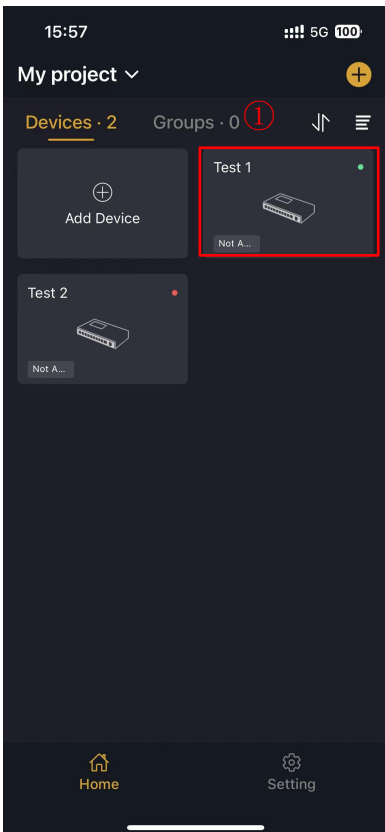 15:57 5G 100
My project
Devices · 2 Groups · 0 ①
Add Device
Test 1
Not A...
Test 2
Not A...
Home
Setting